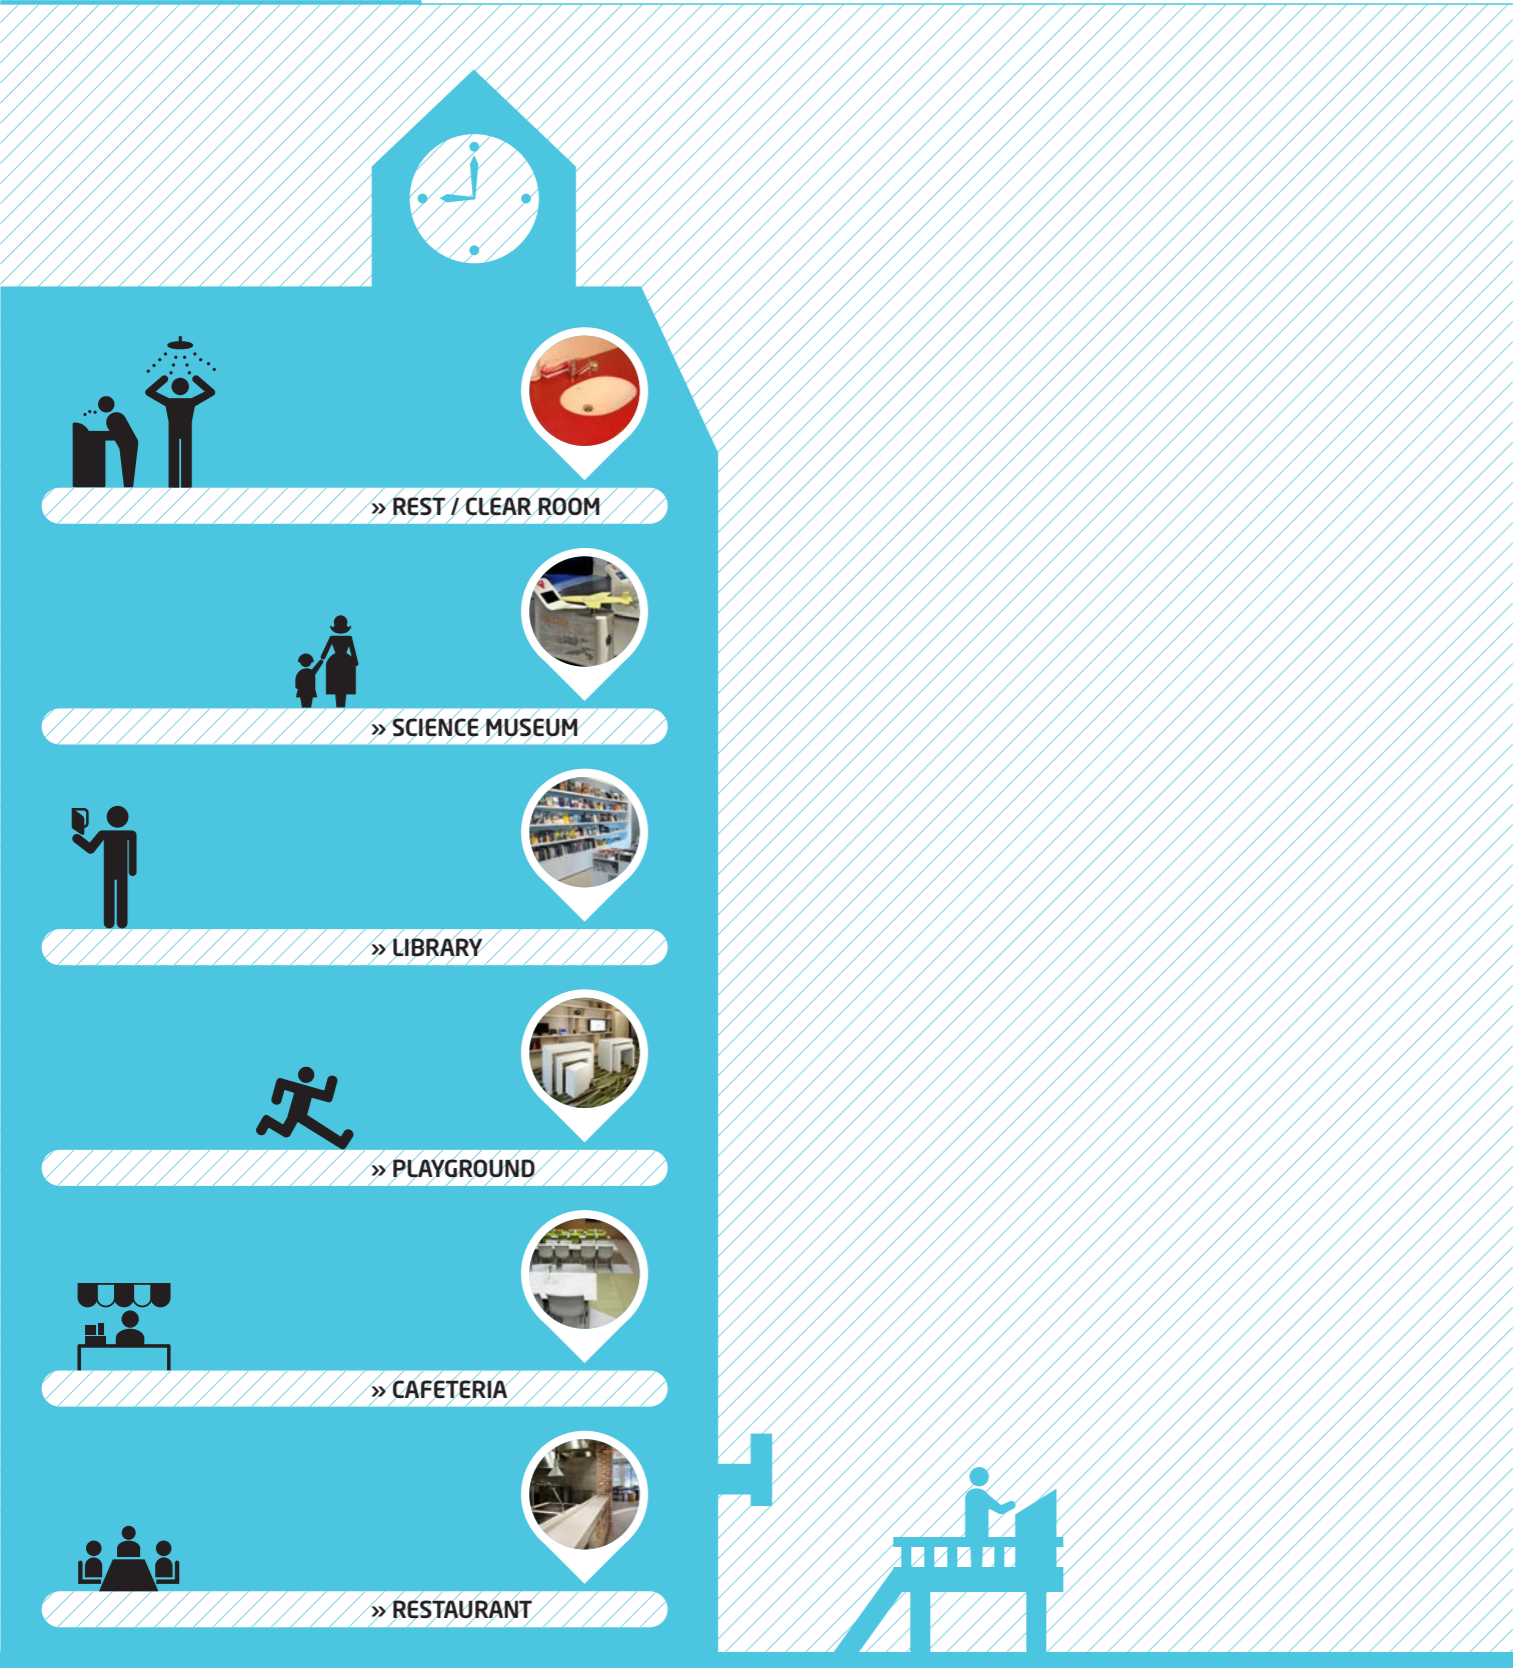 » REST / CLEAR ROOM
» SCIENCE MUSEUM
» LIBRARY
» PLAYGROUND
» CAFETERIA
» RESTAURANT